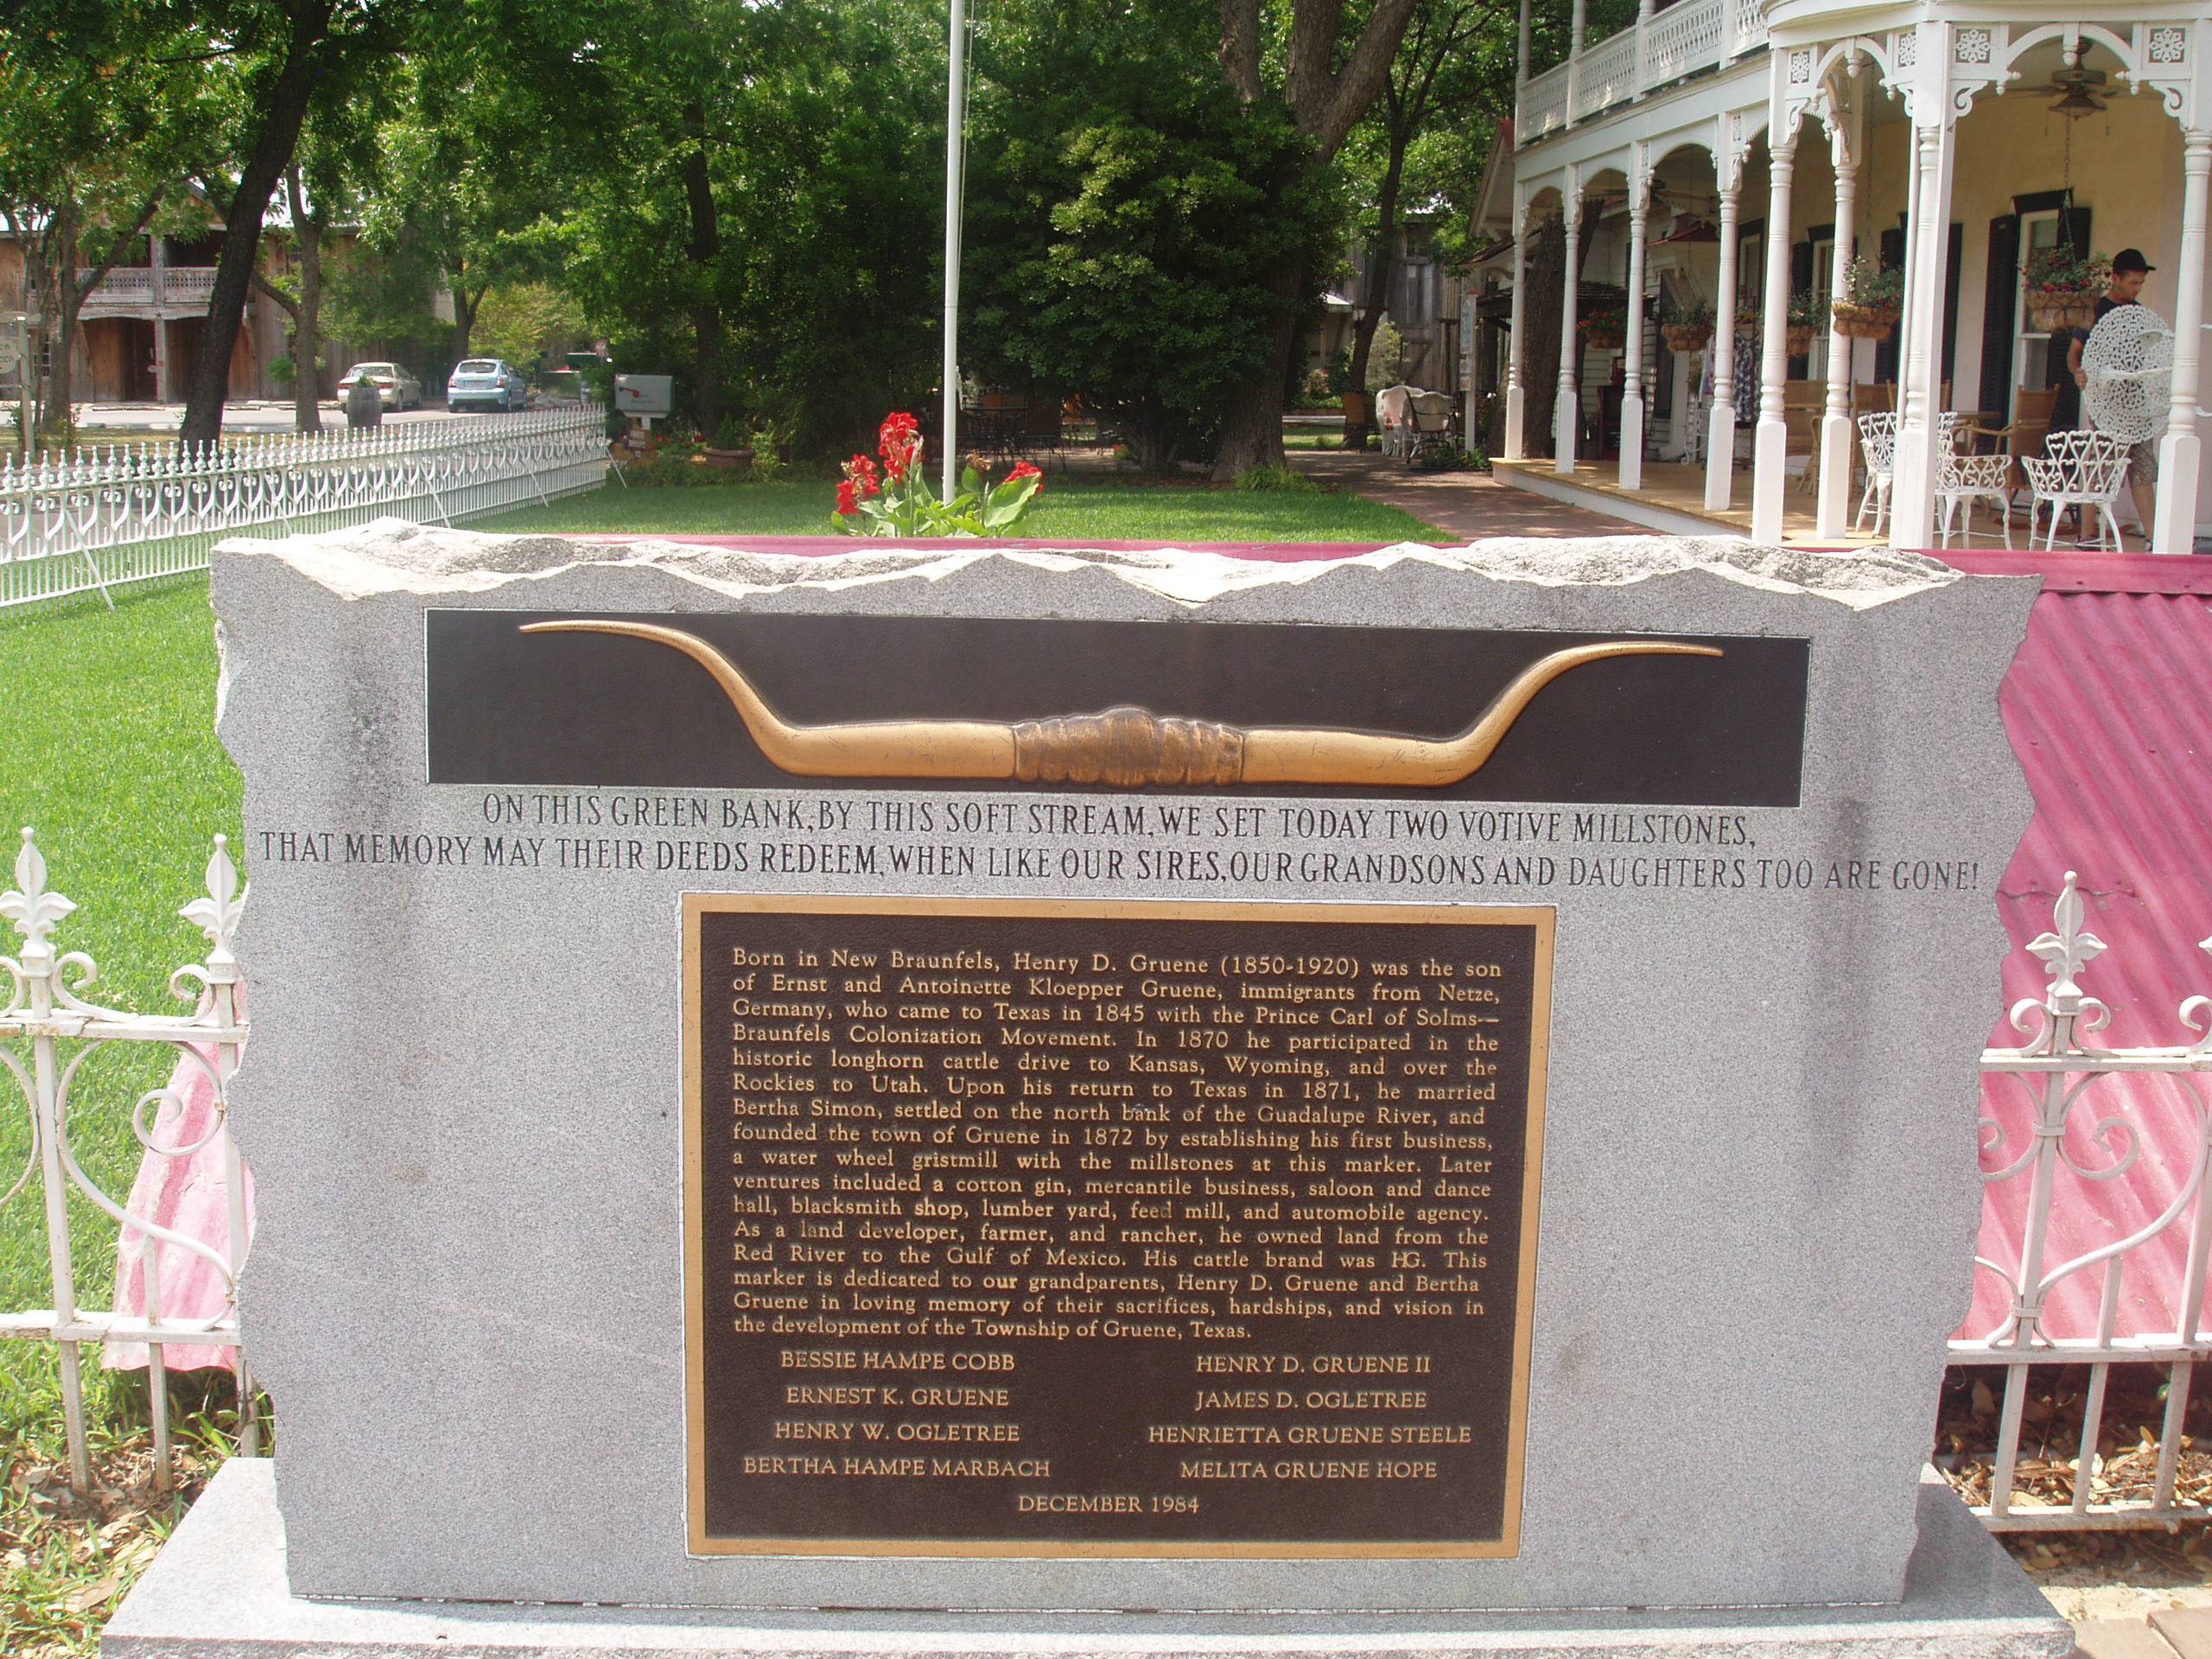 ON THIS GREEN BANK, BY THIS SOFT STREAM, WE SET TODAY TWO VOTIVE MILLSTONES,
THAT MEMORY MAY THEIR DEEDS REDEEM, WHEN LIKE OUR SIRES, OUR GRANDSONS AND DAUGHTERS TOO ARE GONE!
Born in New Braunfels, Henry D. Gruene (1850-1920) was the son
of Ernst and Antoinette Kloepper Gruene, immigrants from Netze,
Germany, who came to Texas in 1845 with the Prince Carl of Solms—
Braunfels Colonization Movement. In 1870 he participated in the
historic longhorn cattle drive to Kansas, Wyoming, and over the
Rockies to Utah. Upon his return to Texas in 1871, he married
Bertha Simon, settled on the north bank of the Guadalupe River, and
founded the town of Gruene in 1872 by establishing his first business,
a water wheel gristmill with the millstones at this marker. Later
ventures included a cotton gin, mercantile business, saloon and dance
hall, blacksmith shop, lumber yard, feed mill, and automobile agency.
As a land developer, farmer, and rancher, he owned land from the
Red River to the Gulf of Mexico. His cattle brand was HG. This
marker is dedicated to our grandparents, Henry D. Gruene and Bertha
Gruene in loving memory of their sacrifices, hardships, and vision in
the development of the Township of Gruene, Texas.
BESSIE HAMPE COBB HENRY D. GRUENE II
ERNEST K. GRUENE JAMES D. OGLETREE
HENRY W. OGLETREE HENRIETTA GRUENE STEELE
BERTHA HAMPE MARBACH MELITA GRUENE HOPE
DECEMBER 1984